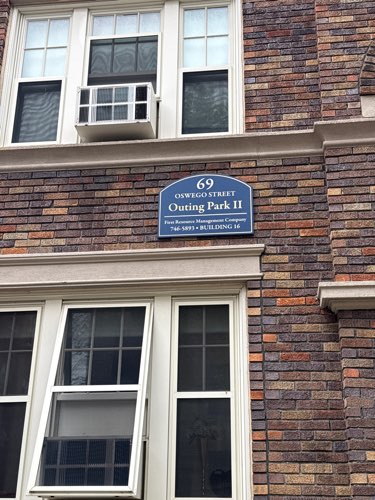 69
OSWEGO STREET
Outing Park II
First Resource Management Company
746-5893 • BUILDING 16